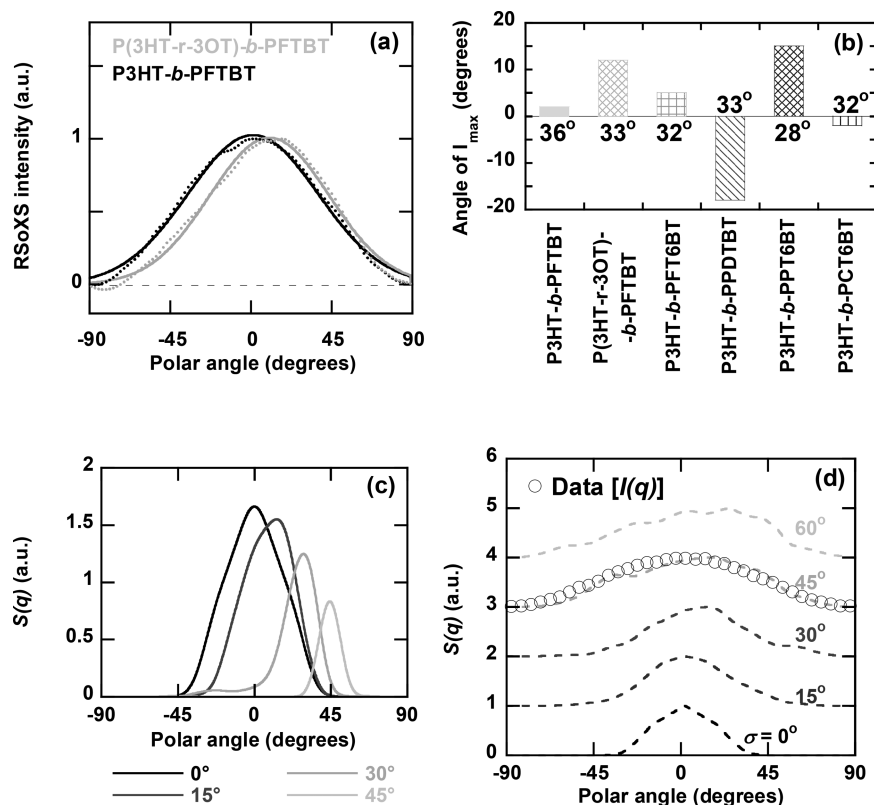 (a)
P(3HT-r-3OT)-b-PFTBT
P3HT-b-PFTBT
RSoXS intensity (a.u.)
1
0
-90 -45 0 45 90
Polar angle (degrees)
(b)
Angle of Imax (degrees)
20
10
0
-10
-20
36° 33° 32° 33° 28° 32°
P3HT-b-PFTBT
P(3HT-r-3OT)-
-b-PFTBT
P3HT-b-PFT6BT
P3HT-b-PPDTBT
P3HT-b-PPT6BT
P3HT-b-PCT6BT
(c)
S(q) (a.u.)
2
1.5
1
0.5
0
-90 -45 0 45 90
Polar angle (degrees)
0° 30°
15° 45°
(d)
Data [I(q)]
S(q) (a.u.)
6
5
4
3
2
1
0
60°
45°
30°
15°
σ = 0°
-90 -45 0 45 90
Polar angle (degrees)